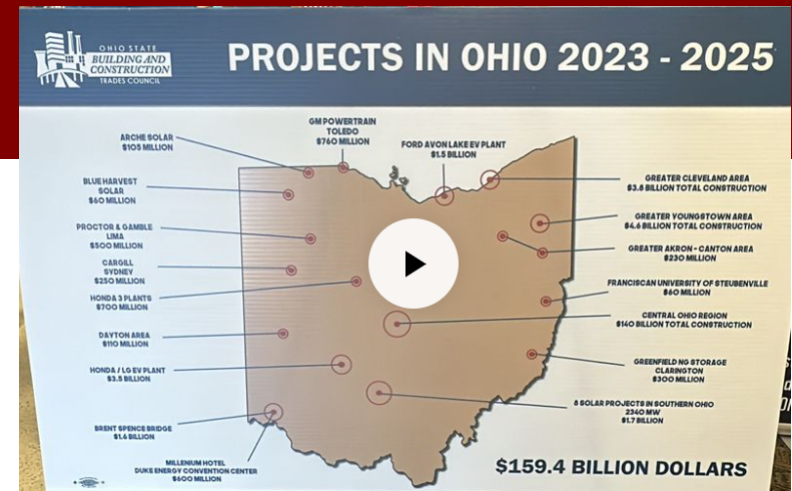 OHIO STATE
BUILDING AND
CONSTRUCTION
TRADES COUNCIL
PROJECTS IN OHIO 2023 - 2025
ARCHE SOLAR
$105 MILLION
GM POWERTRAIN
TOLEDO
$760 MILLION
FORD AVON LAKE EV PLANT
$1.5 BILLION
BLUE HARVEST
SOLAR
$60 MILLION
PROCTOR & GAMBLE
LIMA
$500 MILLION
CARGILL
SYDNEY
$250 MILLION
HONDA 3 PLANTS
$700 MILLION
DAYTON AREA
$110 MILLION
HONDA / LG EV PLANT
$3.5 BILLION
BRENT SPENCE BRIDGE
$1.6 BILLION
MILLENIUM HOTEL
DUKE ENERGY CONVENTION CENTER
$600 MILLION
GREATER CLEVELAND AREA
$3.8 BILLION TOTAL CONSTRUCTION
GREATER YOUNGSTOWN AREA
$4.6 BILLION TOTAL CONSTRUCTION
GREATER AKRON - CANTON AREA
$230 MILLION
FRANCISCAN UNIVERSITY OF STEUBENVILLE
$60 MILLION
CENTRAL OHIO REGION
$140 BILLION TOTAL CONSTRUCTION
GREENFIELD NG STORAGE
CLARINGTON
$300 MILLION
SOLAR PROJECTS IN SOUTHERN OHIO
2340 MW
$1.7 BILLION
$159.4 BILLION DOLLARS